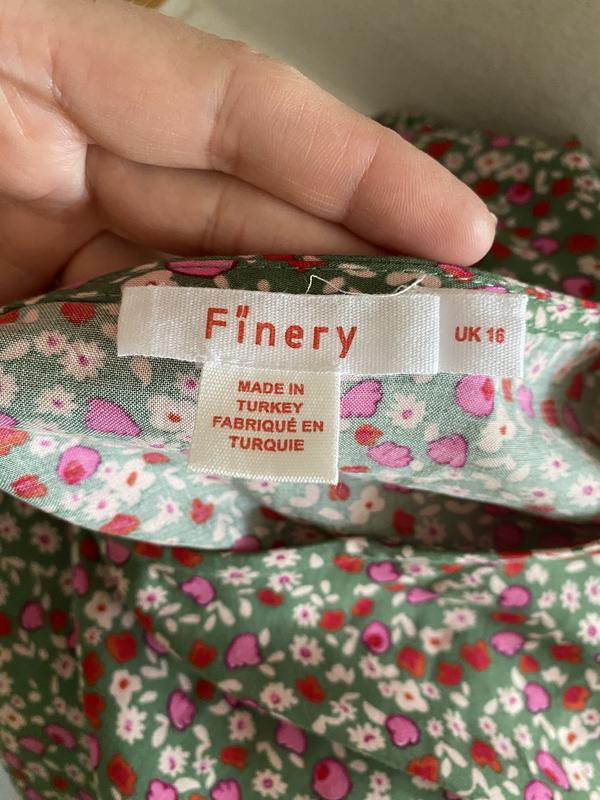 Finery
UK 16
MADE IN
TURKEY
FABRIQUÉ EN
TURQUIE